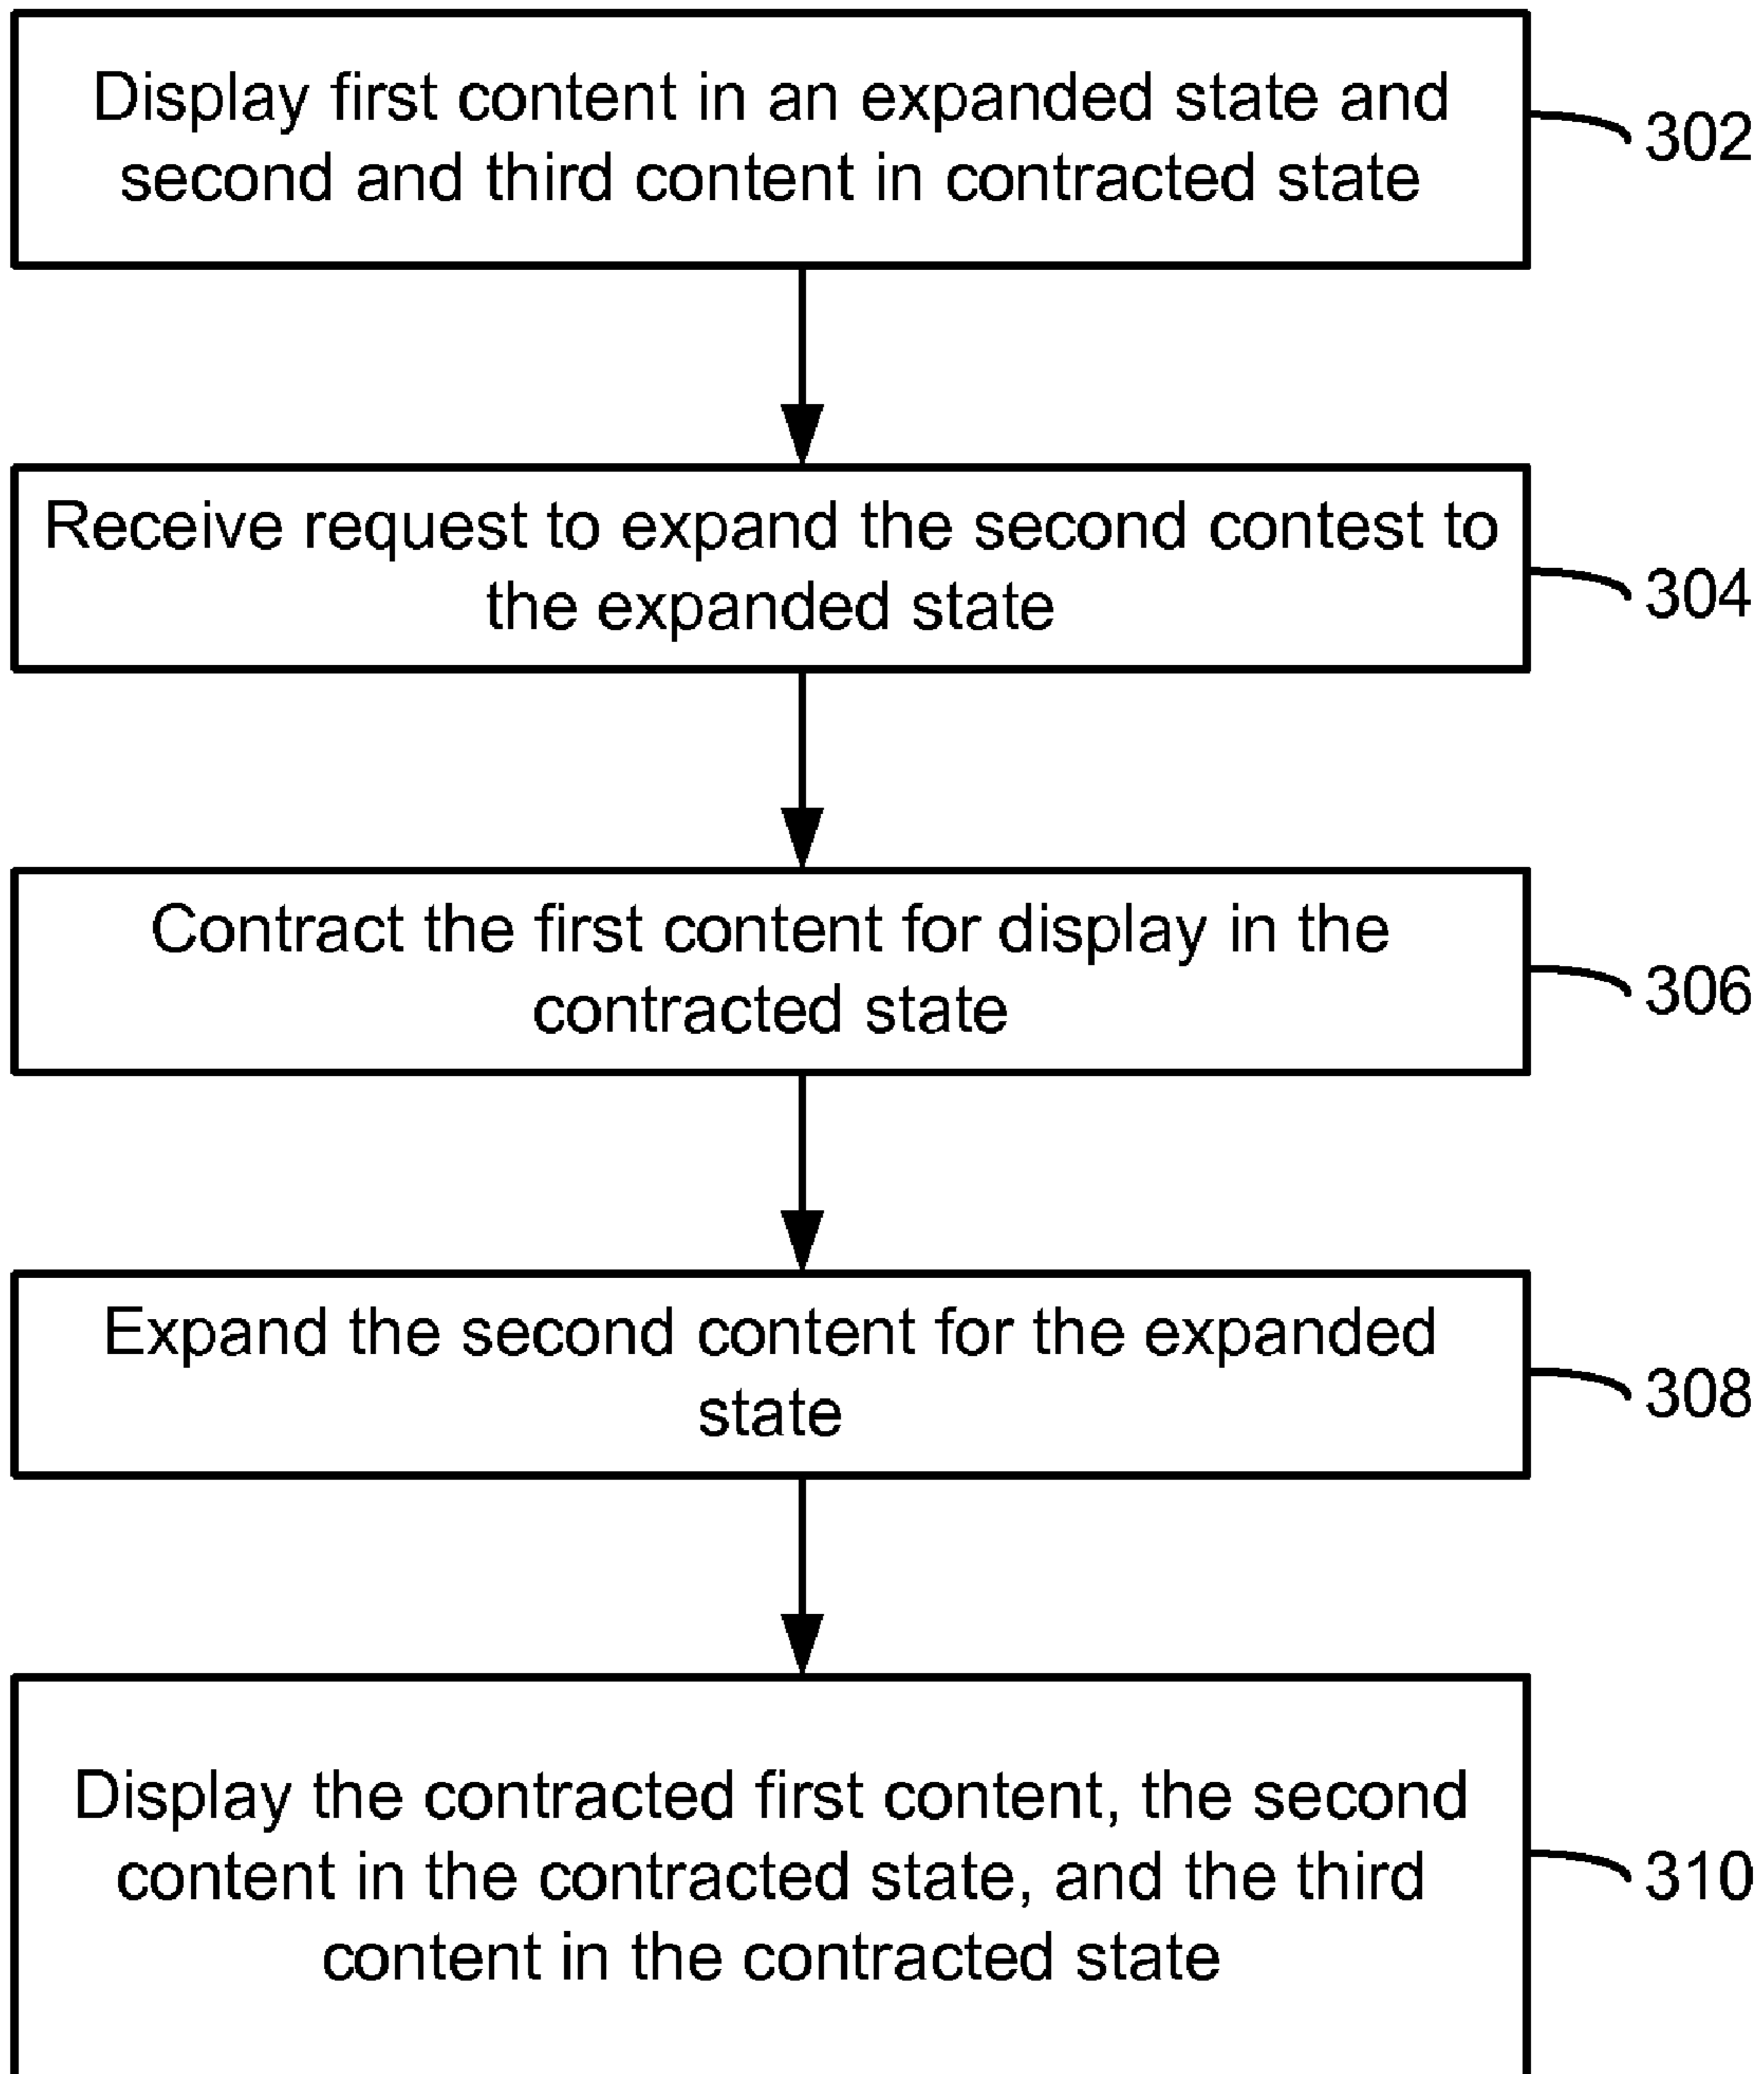 Display first content in an expanded state and
second and third content in contracted state
302
Receive request to expand the second contest to
the expanded state
304
Contract the first content for display in the
contracted state
306
Expand the second content for the expanded
state
308
Display the contracted first content, the second
content in the contracted state, and the third
content in the contracted state
310